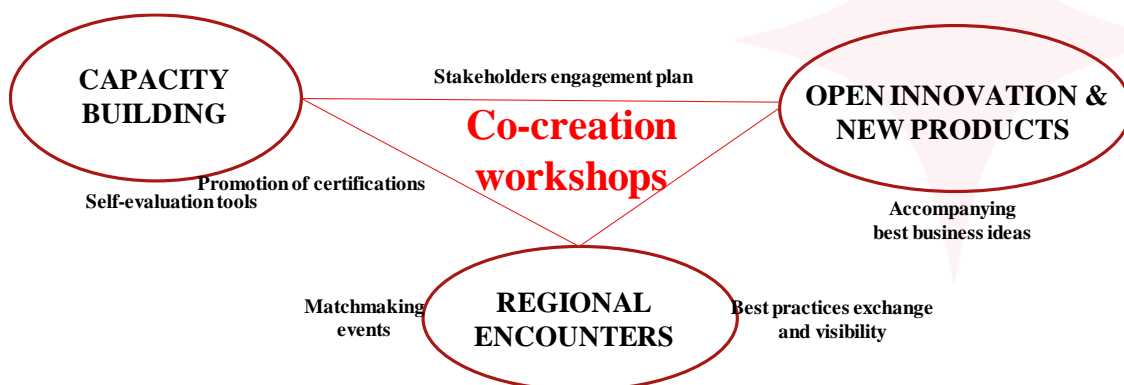 CAPACITY
BUILDING
Stakeholders engagement plan
OPEN INNOVATION &
NEW PRODUCTS
Co-creation
workshops
Promotion of certifications
Self-evaluation tools
Accompanying
best business ideas
Matchmaking
events
REGIONAL
ENCOUNTERS
Best practices exchange
and visibility